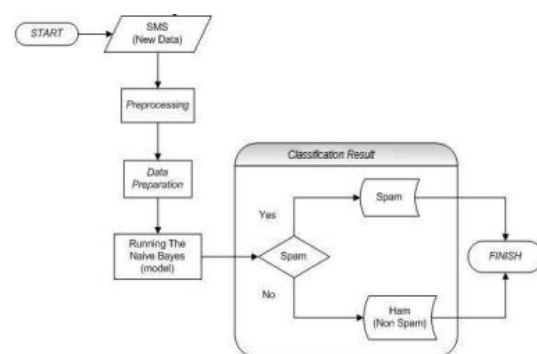 START
SMS
(New Data)
Preprocessing
Data
Preparation
Running The
Naive Bayes
(model)
Classification Result
Spam
Yes
No
Spam
Ham
(Non Spam)
FINISH